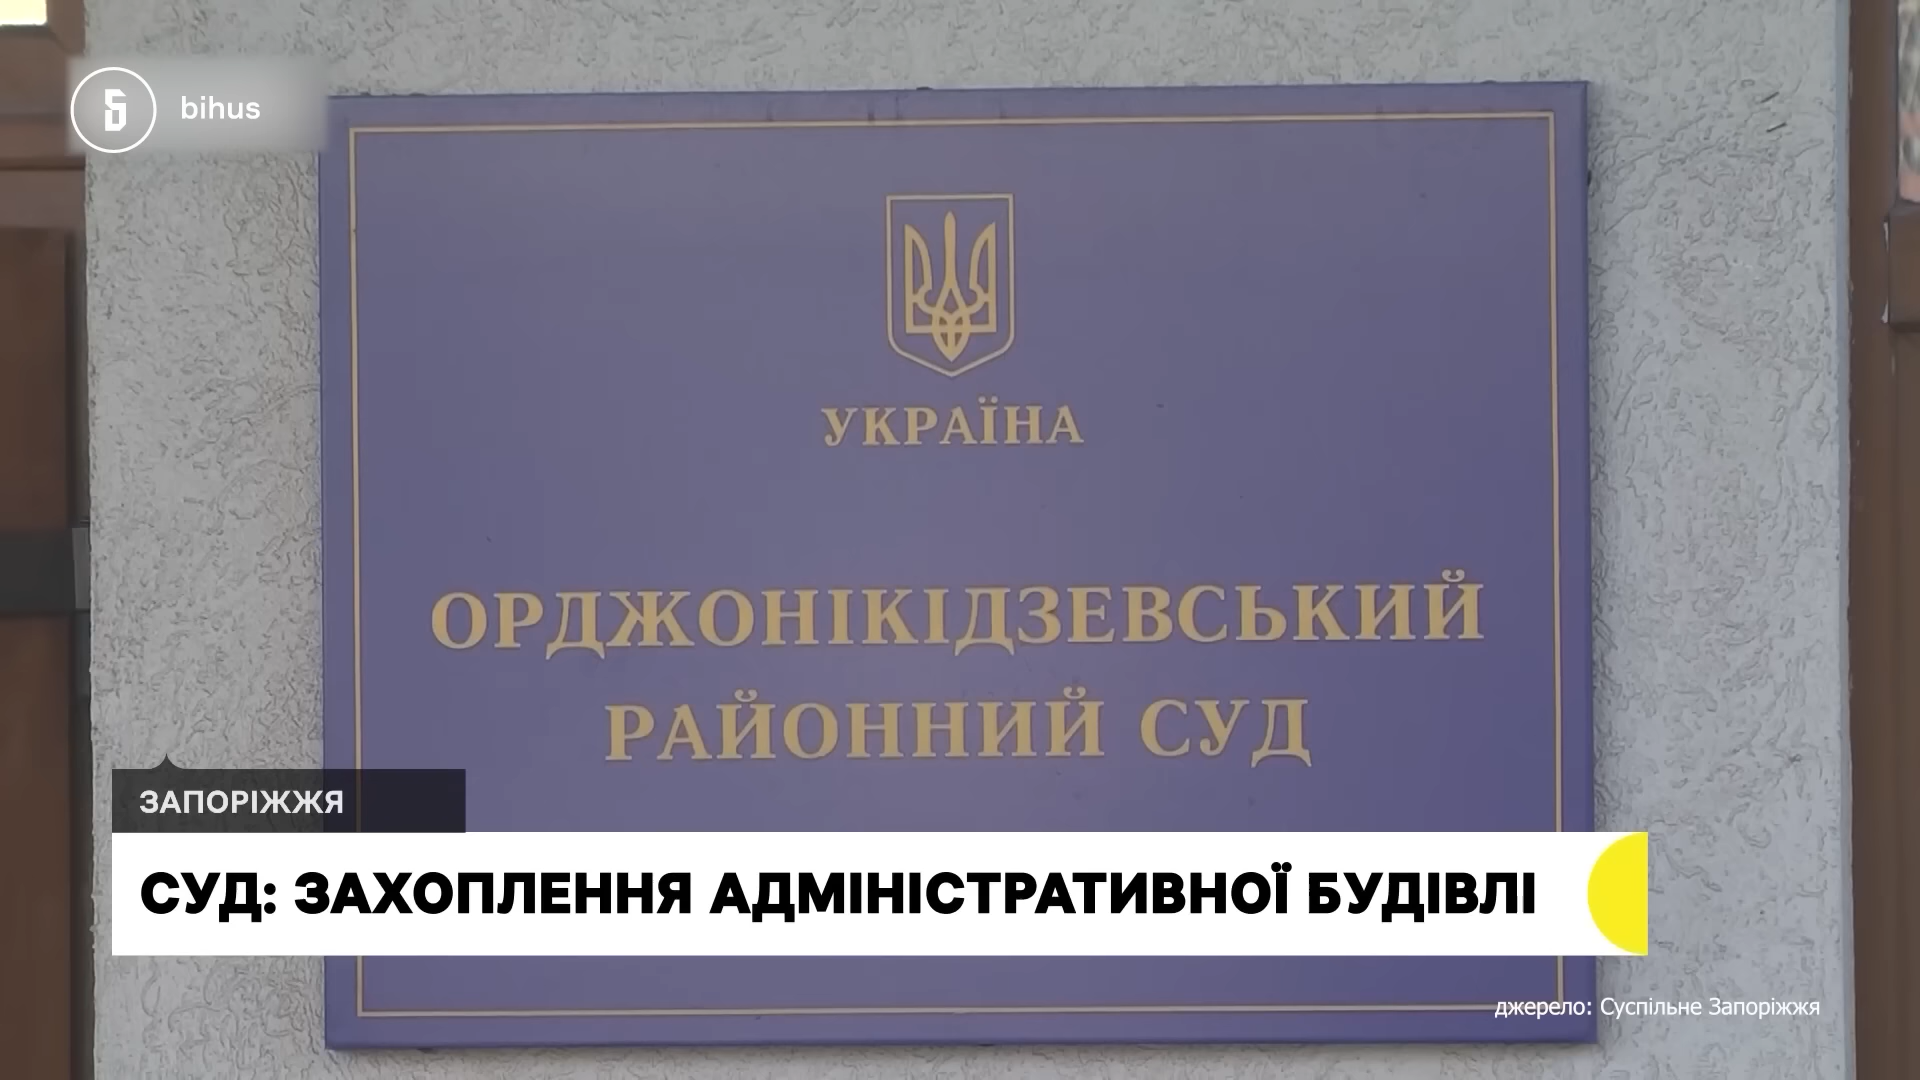 bihus
УКРАЇНА
ОРДЖОНІКІДЗЕВСЬКИЙ
РАЙОННИЙ СУД
ЗАПОРІЖЖЯ
СУД: ЗАХОПЛЕННЯ АДМІНІСТРАТИВНОЇ БУДІВЛІ
джерело: Суспільне Запоріжжя